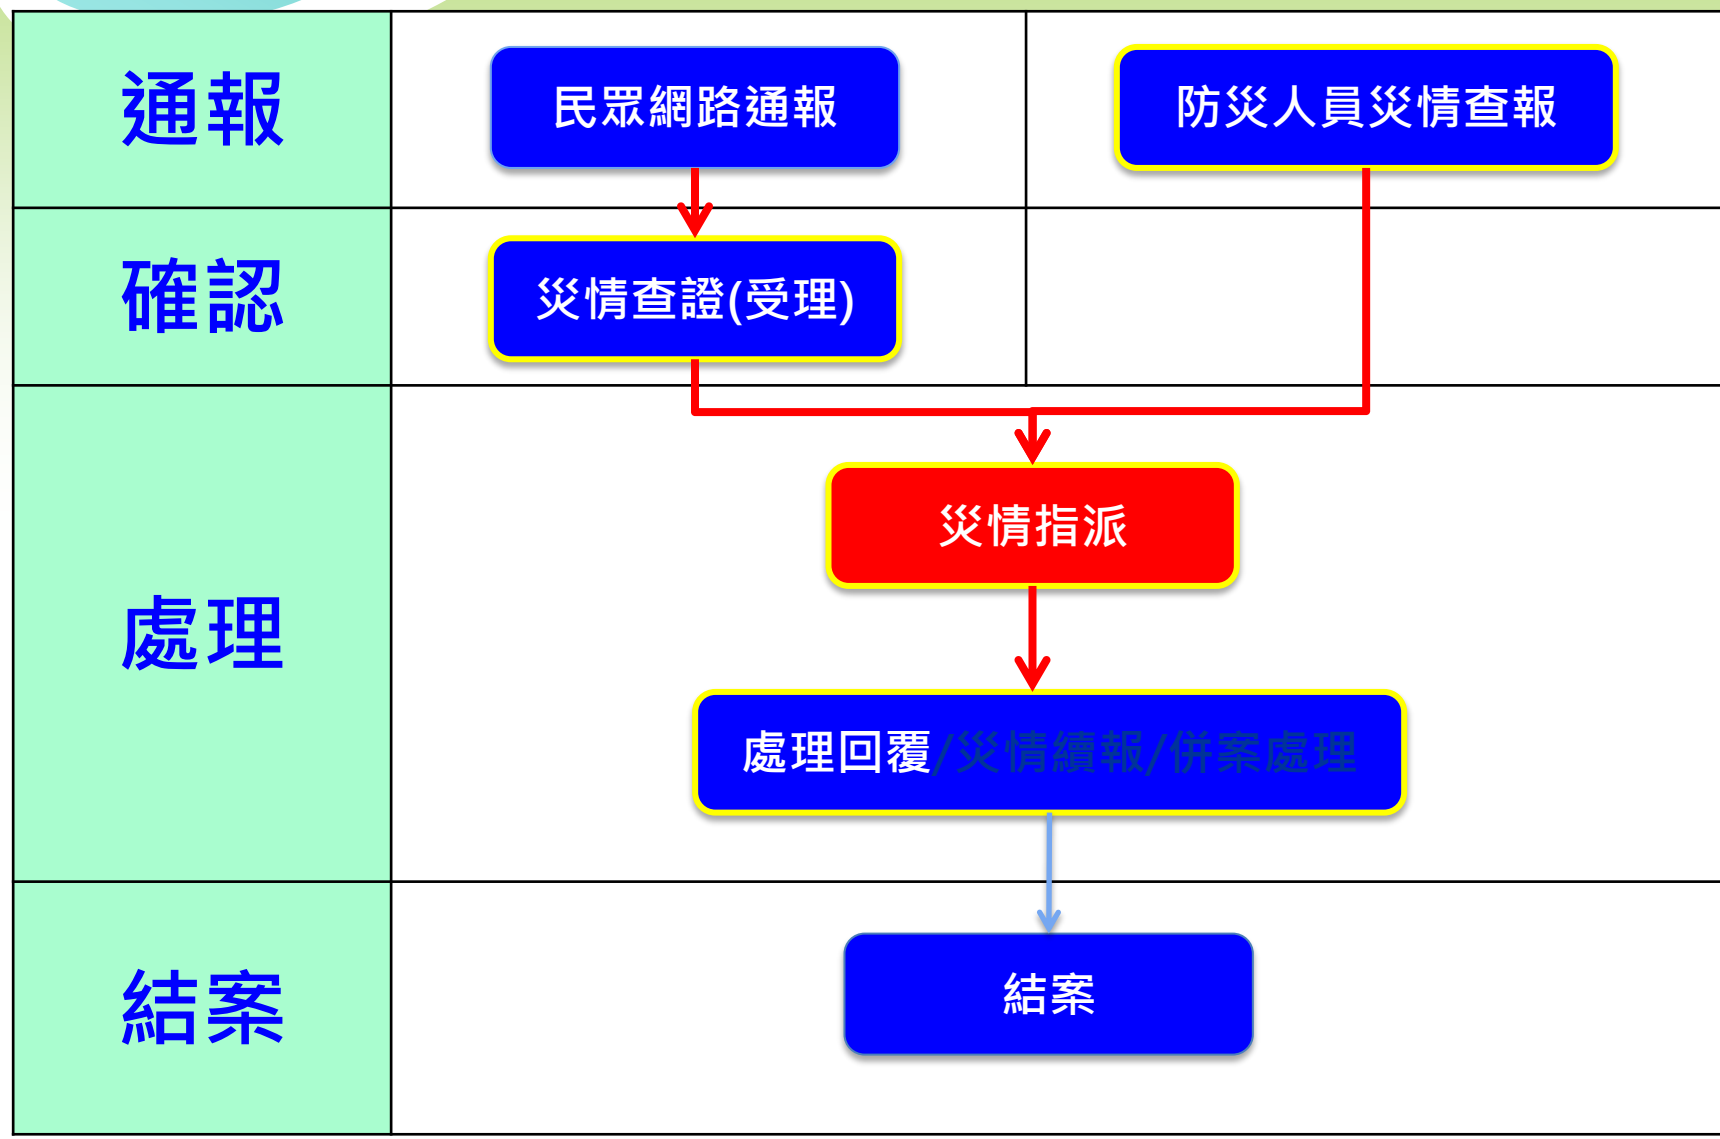 通報
民眾網路通報
防災人員災情查報
確認
災情查證(受理)
處理
災情指派
處理回覆/災情續報/併案處理
結案
結案